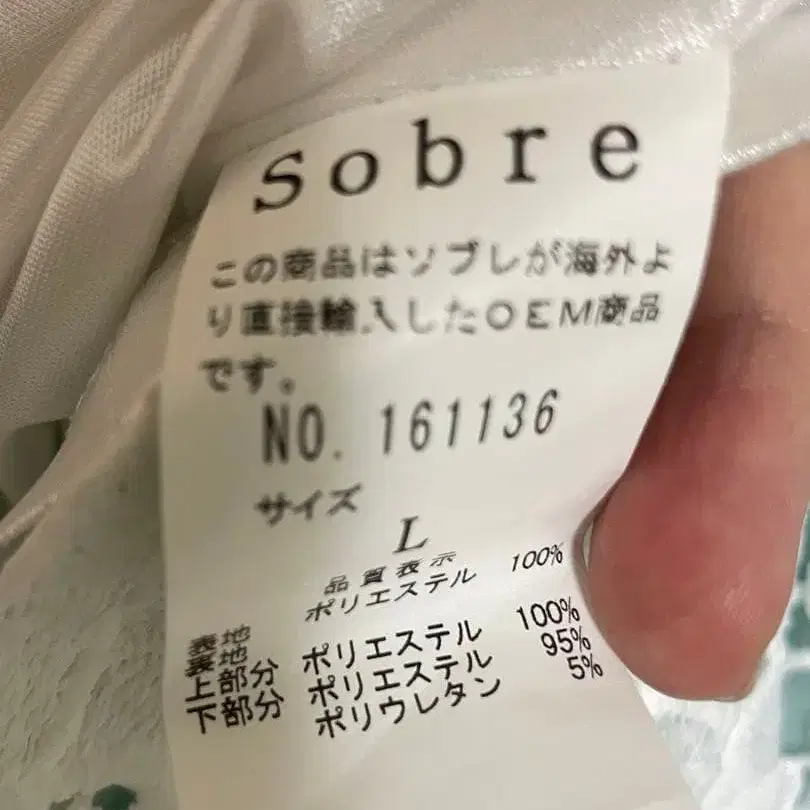 Sobre
この商品はソブレが海外よ
り直接輸入したOEM商品
です。
NO. 161136
サイズ
L
品質表示
表地 ポリエステル 100%
裏地
上部分 ポリエステル 100%
下部分 ポリエステル 95%
ポリウレタン 5%